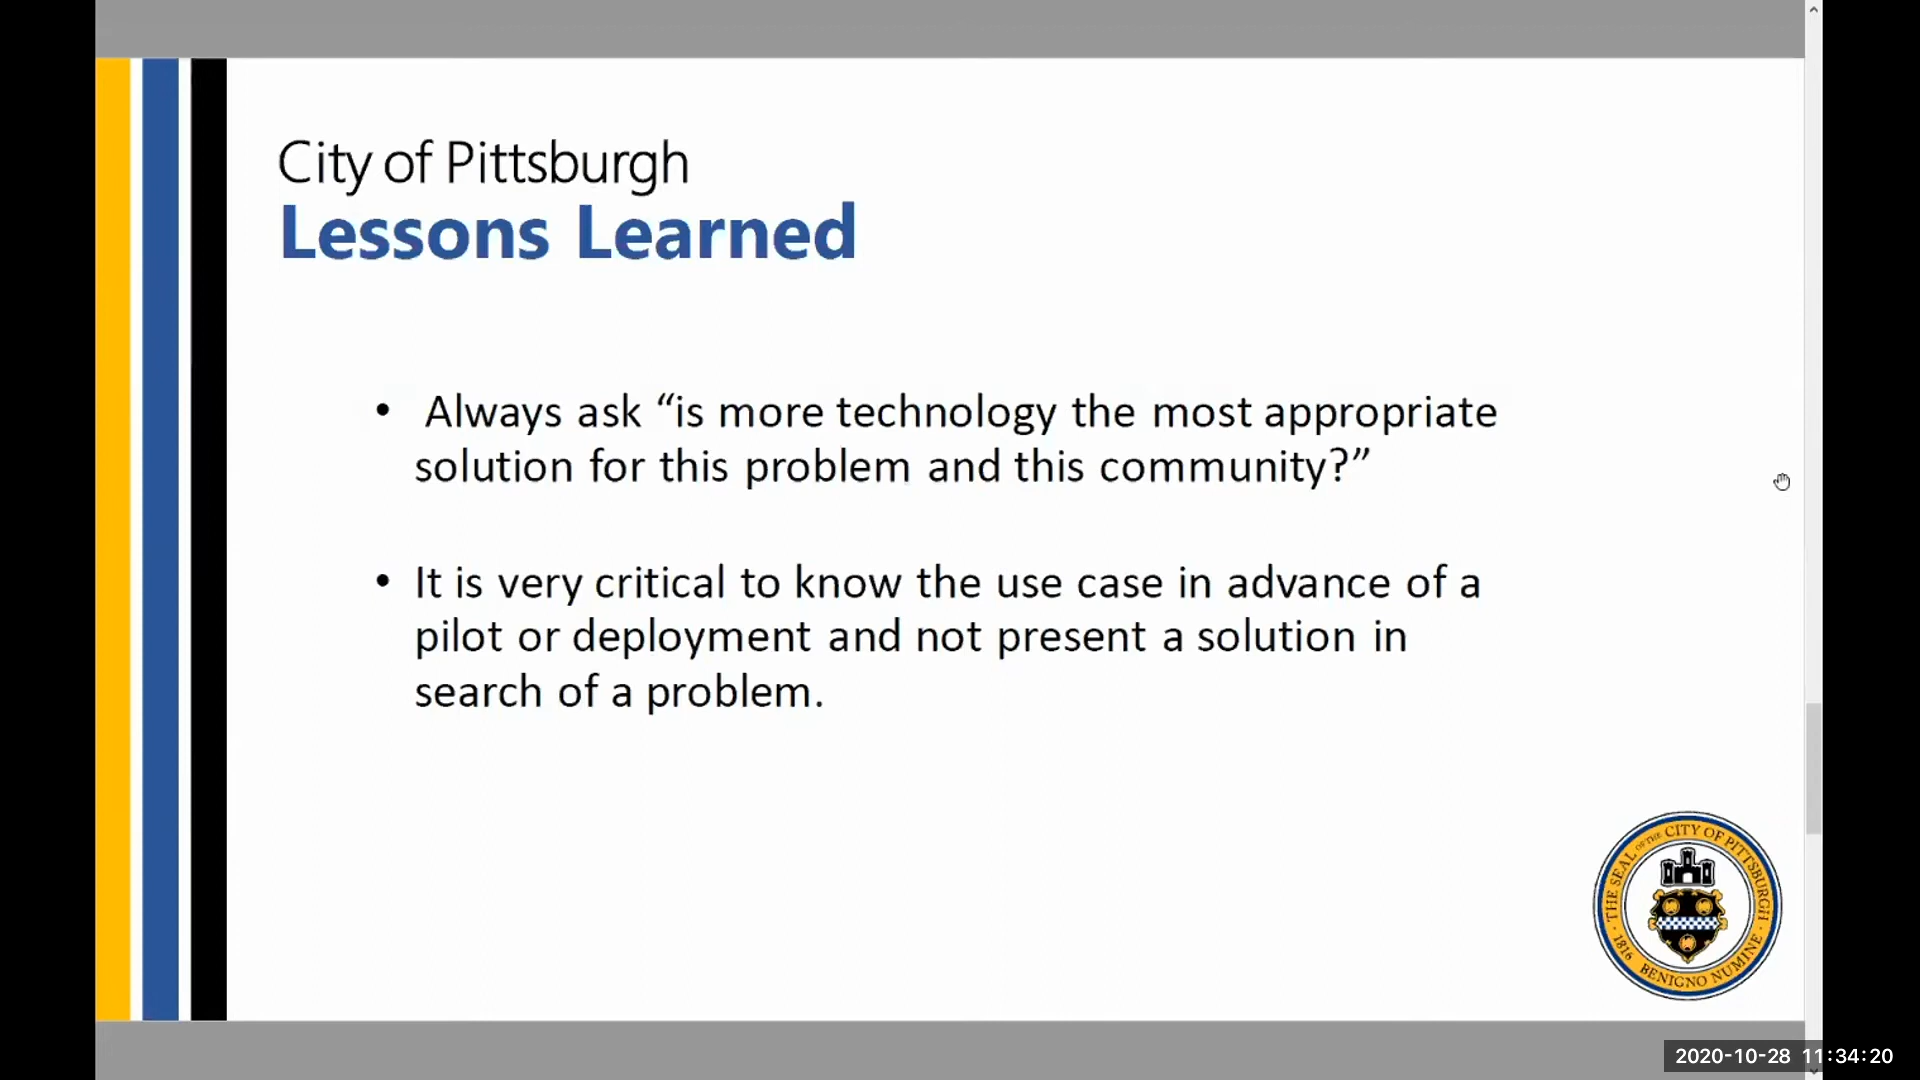 City of Pittsburgh
Lessons Learned
• Always ask “is more technology the most appropriate
solution for this problem and this community?”
• It is very critical to know the use case in advance of a
pilot or deployment and not present a solution in
search of a problem.
THE SEAL OF THE CITY OF PITTSBURGH
· 1816 · BENIGNO NUMINE ·
2020-10-28 11:34:20